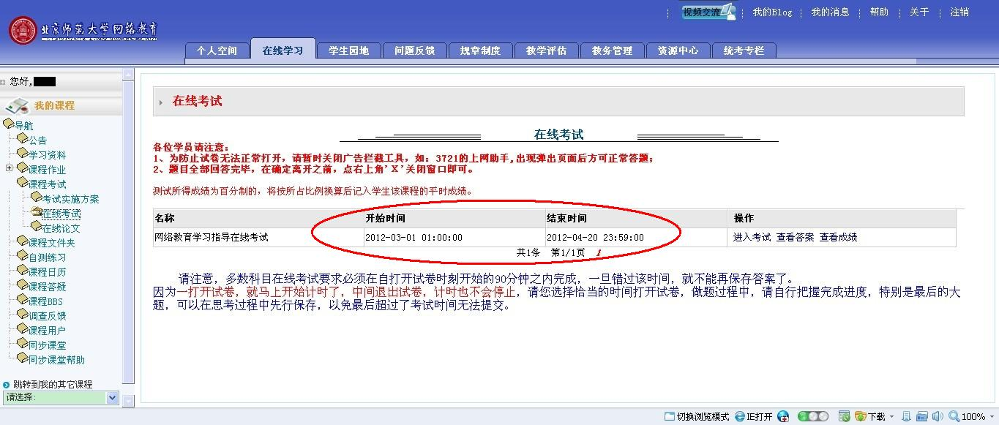 视频交流 我的Blog 我的消息 帮助 关于 注销
北京师范大学网络教育
个人空间 在线学习 学生园地 问题反馈 规章制度 教学评估 教务管理 资源中心 统考专栏
您好,
我的课程
导航
公告
学习资料
课程作业
课程考试
考试实施方案
在线考试
在线论文
课程文件夹
自测练习
课程日历
课程答疑
课程BBS
调查反馈
课程用户
同步课堂
同步课堂帮助
跳转到我的其它课程
请选择:
在线考试
在线考试
各位学员请注意：
1、为防止试卷无法正常打开，请暂时关闭广告拦截工具，如：3721的上网助手,出现弹出页面后方可正常答题；
2、题目全部回答完毕，在确定离开之前，点右上角'X'关闭窗口即可。
测试所得成绩为百分制的，将按所占比例换算后记入学生该课程的平时成绩。
名称 开始时间 结束时间 操作
网络教育学习指导在线考试 2012-03-01 01:00:00 2012-04-20 23:59:00 进入考试 查看答案 查看成绩
共1条 第1/1页 1
请注意，多数科目在线考试要求必须在自打开试卷时刻开始的90分钟之内完成，一旦错过该时间，就不能再保存答案了。
因为一打开试卷，就马上开始计时了，中间退出试卷，计时也不会停止，请您选择恰当的时间打开试卷，做题过程中，请自行把握完成进度，特别是最后的大
题，可以在思考过程中先行保存，以免最后超过了考试时间无法提交。
切换浏览模式 IE打开 下载 100%